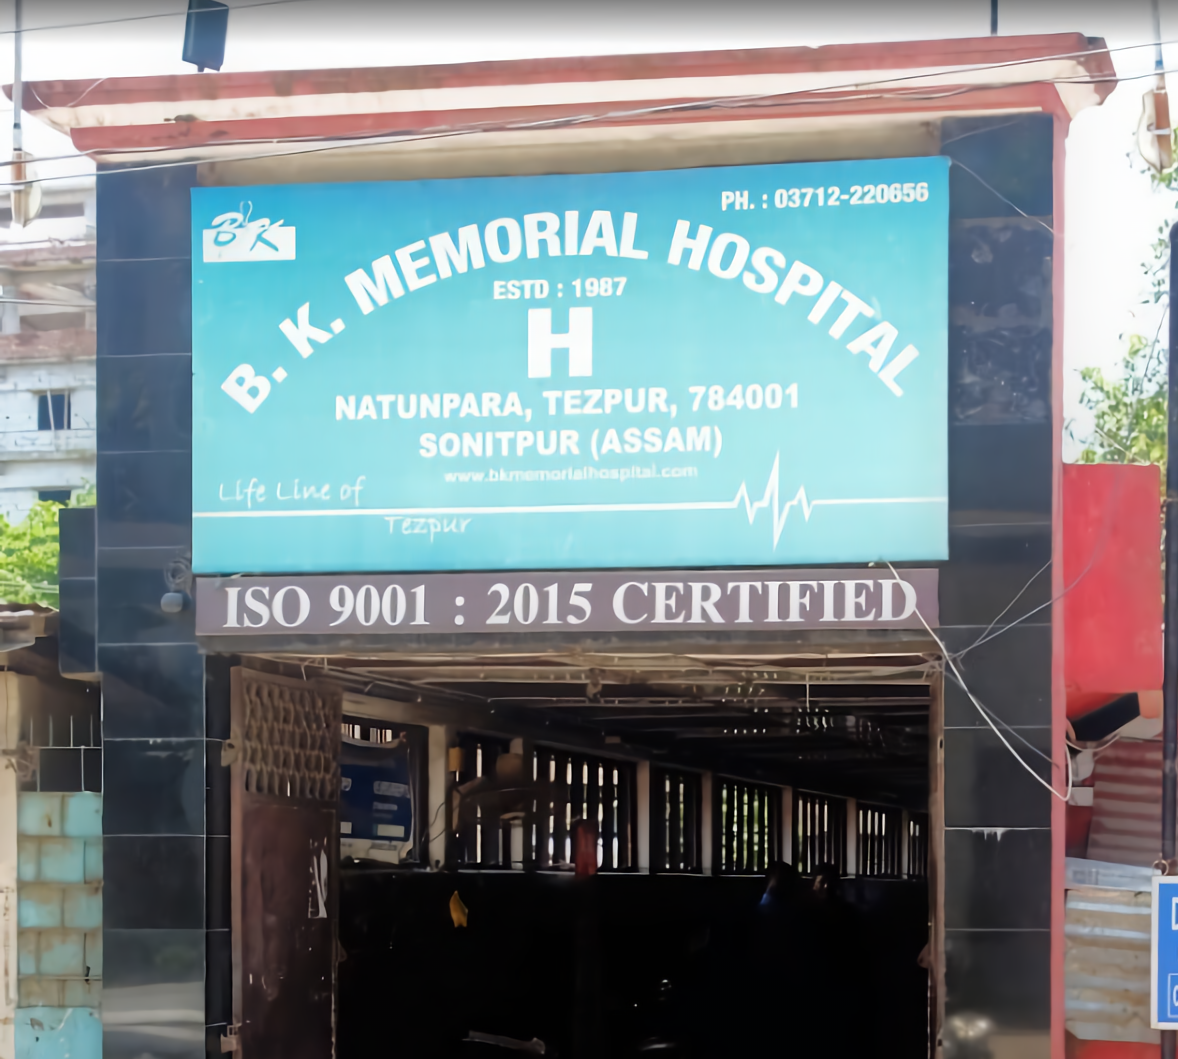 BK
PH. : 03712-220656
B. K. MEMORIAL HOSPITAL
ESTD : 1987
H
NATUNPARA, TEZPUR, 784001
SONITPUR (ASSAM)
www.bkmemorialhospital.com
Life Line of
Tezpur
ISO 9001 : 2015 CERTIFIED